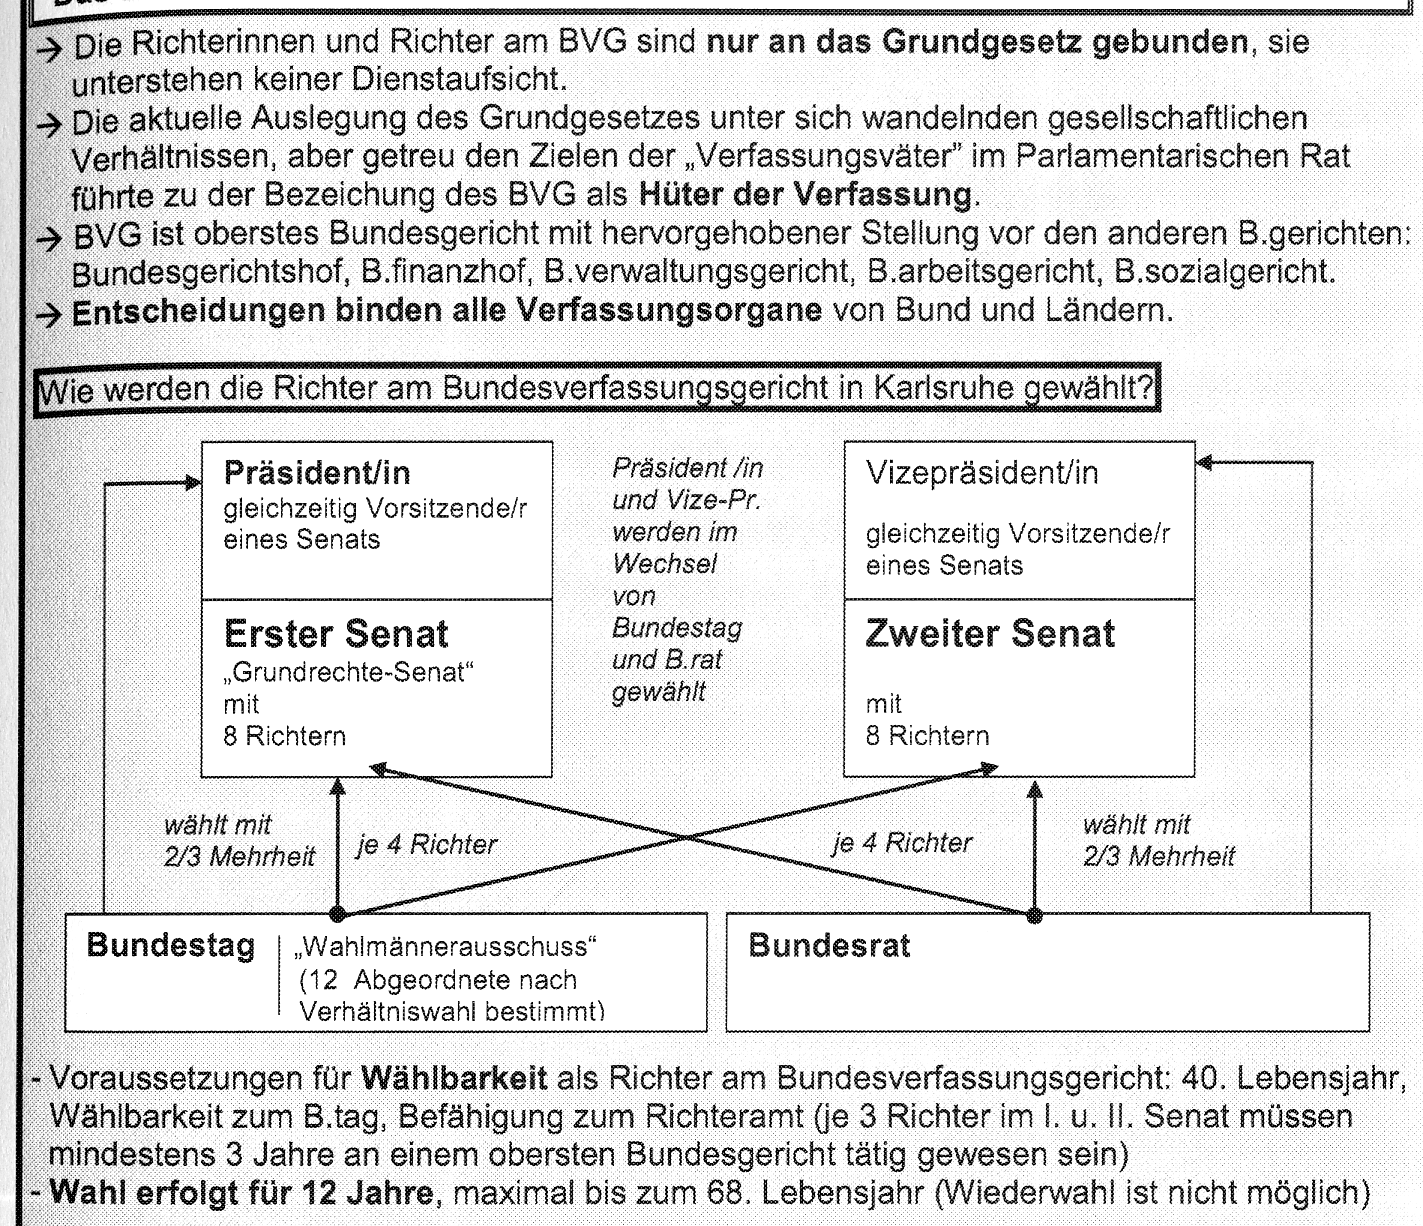 → Die Richterinnen und Richter am BVG sind nur an das Grundgesetz gebunden, sie
unterstehen keiner Dienstaufsicht.
→ Die aktuelle Auslegung des Grundgesetzes unter sich wandelnden gesellschaftlichen
Verhältnissen, aber getreu den Zielen der „Verfassungsväter" im Parlamentarischen Rat
führte zu der Bezeichung des BVG als Hüter der Verfassung.
→ BVG ist oberstes Bundesgericht mit hervorgehobener Stellung vor den anderen B.gerichten:
Bundesgerichtshof, B.finanzhof, B.verwaltungsgericht, B.arbeitsgericht, B.sozialgericht.
→ Entscheidungen binden alle Verfassungsorgane von Bund und Ländern.
Wie werden die Richter am Bundesverfassungsgericht in Karlsruhe gewählt?
Präsident/in
gleichzeitig Vorsitzende/r
eines Senats
Erster Senat
„Grundrechte-Senat“
mit
8 Richtern
Präsident /in
und Vize-Pr.
werden im
Wechsel
von
Bundestag
und B.rat
gewählt
Vizepräsident/in
gleichzeitig Vorsitzende/r
eines Senats
Zweiter Senat
mit
8 Richtern
wählt mit
2/3 Mehrheit
je 4 Richter
je 4 Richter
wählt mit
2/3 Mehrheit
Bundestag
„Wahlmännerausschuss“
(12 Abgeordnete nach
Verhältniswahl bestimmt)
Bundesrat
- Voraussetzungen für Wählbarkeit als Richter am Bundesverfassungsgericht: 40. Lebensjahr,
Wählbarkeit zum B.tag, Befähigung zum Richteramt (je 3 Richter im I. u. II. Senat müssen
mindestens 3 Jahre an einem obersten Bundesgericht tätig gewesen sein)
- Wahl erfolgt für 12 Jahre, maximal bis zum 68. Lebensjahr (Wiederwahl ist nicht möglich)